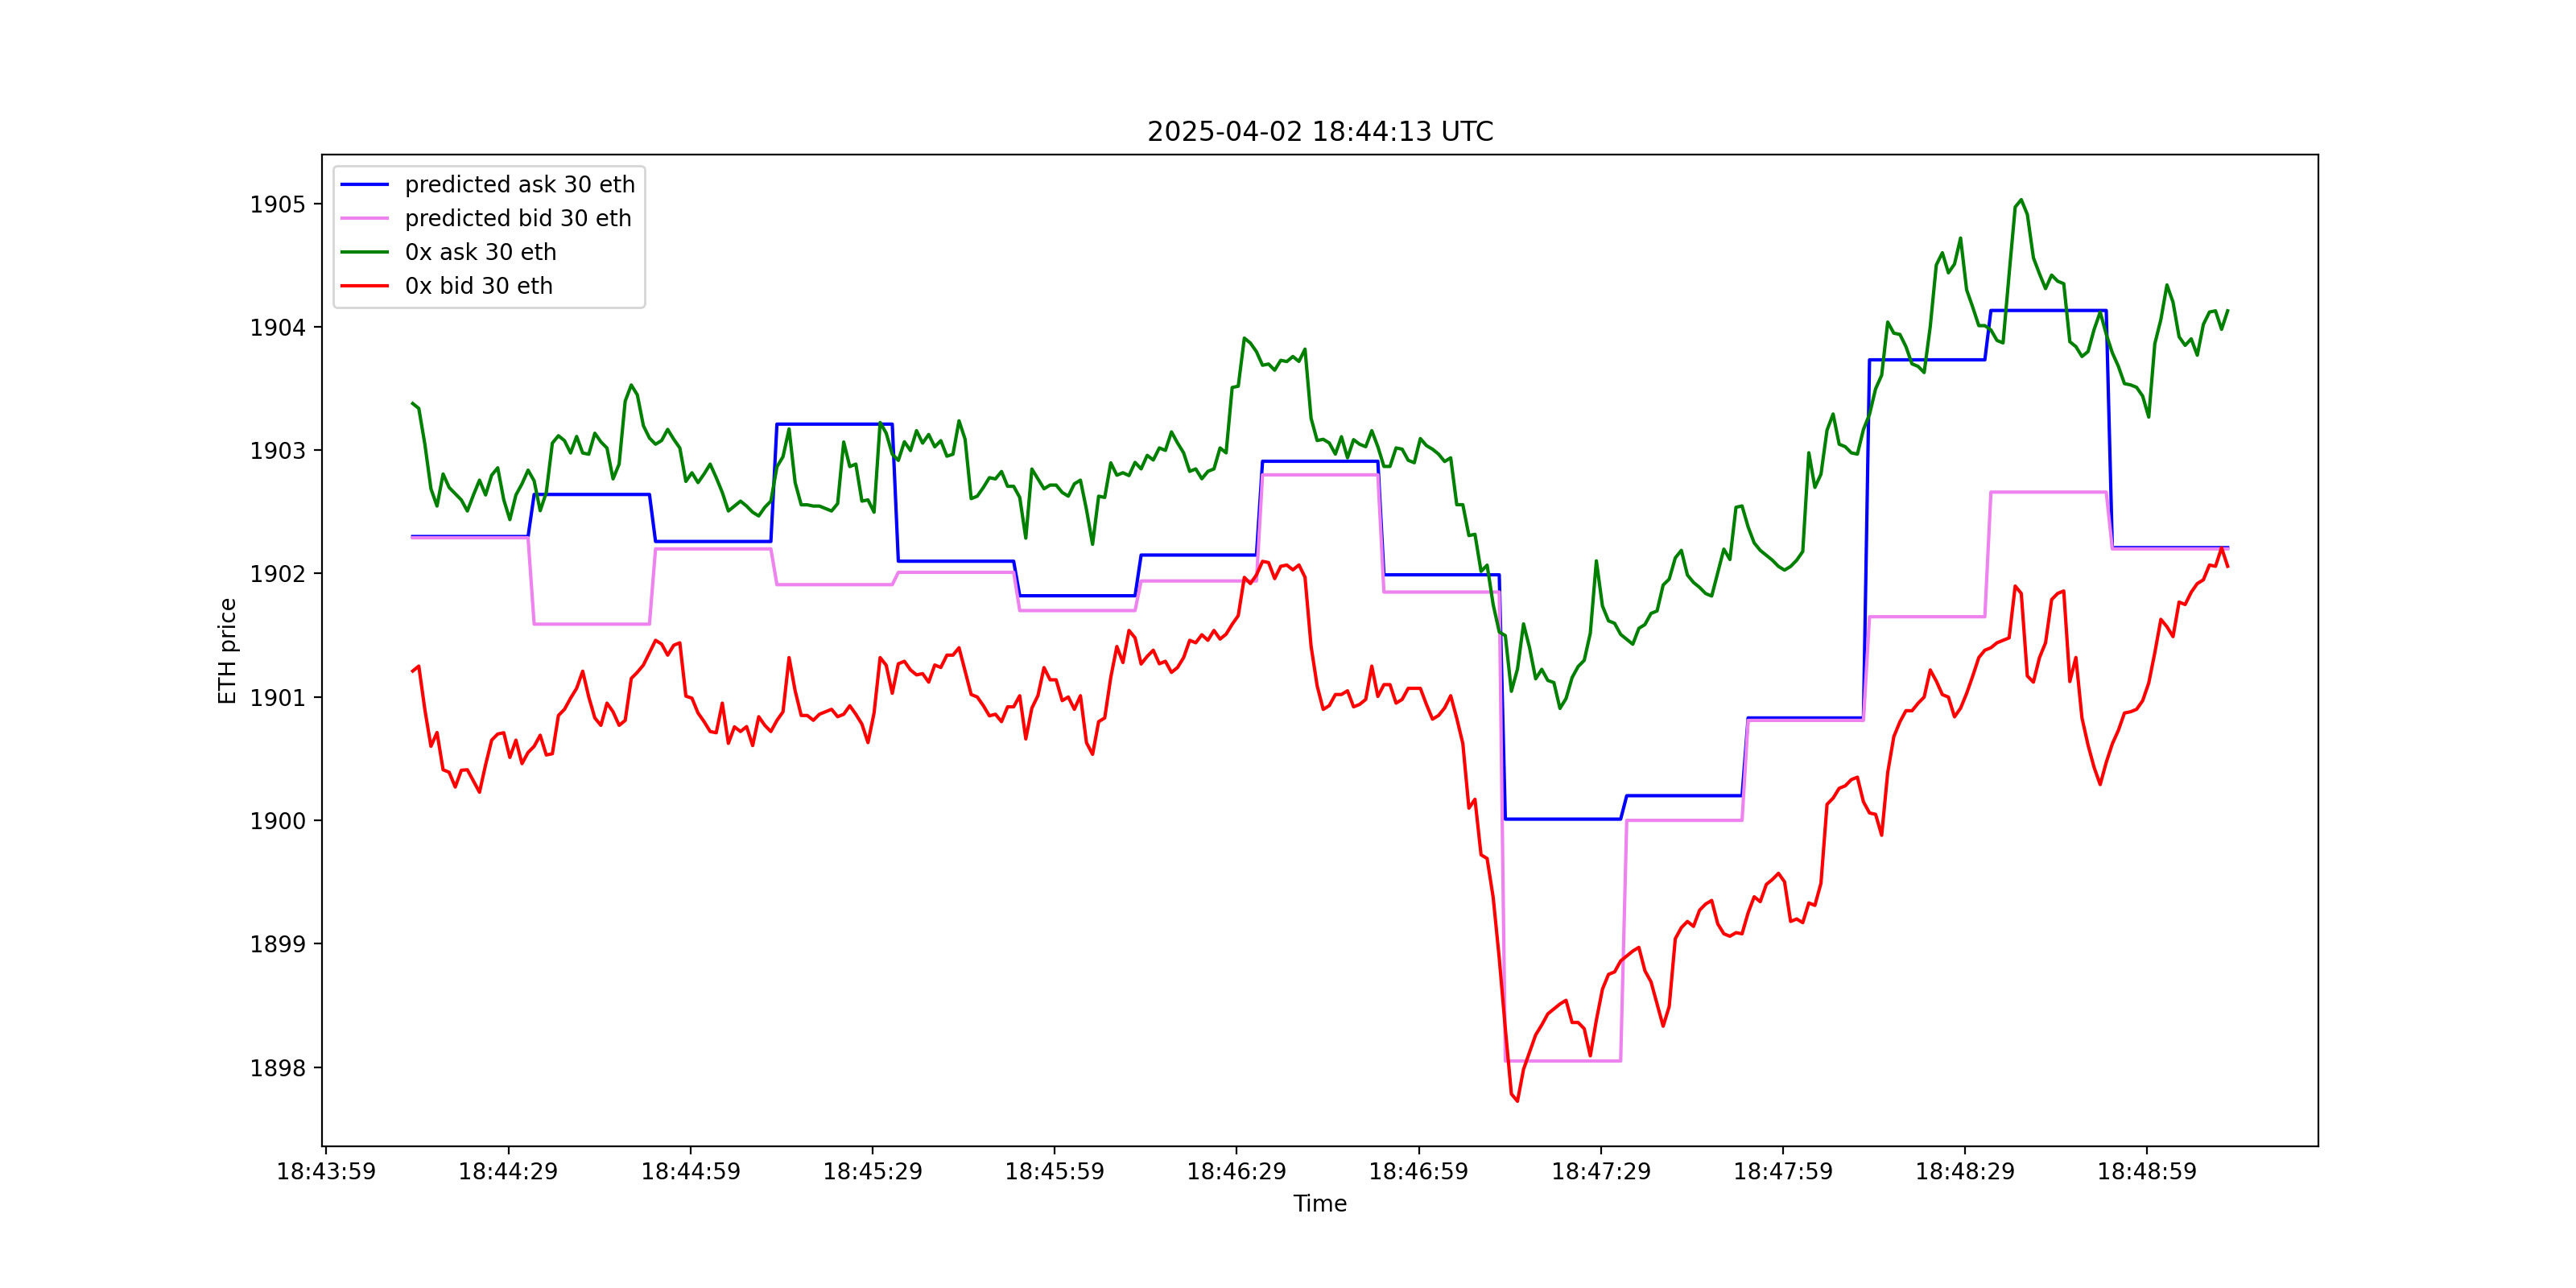 2025-04-02 18:44:13 UTC
predicted ask 30 eth
predicted bid 30 eth
0x ask 30 eth
0x bid 30 eth
ETH price
1905
1904
1903
1902
1901
1900
1899
1898
18:43:59 18:44:29 18:44:59 18:45:29 18:45:59 18:46:29 18:46:59 18:47:29 18:47:59 18:48:29 18:48:59
Time